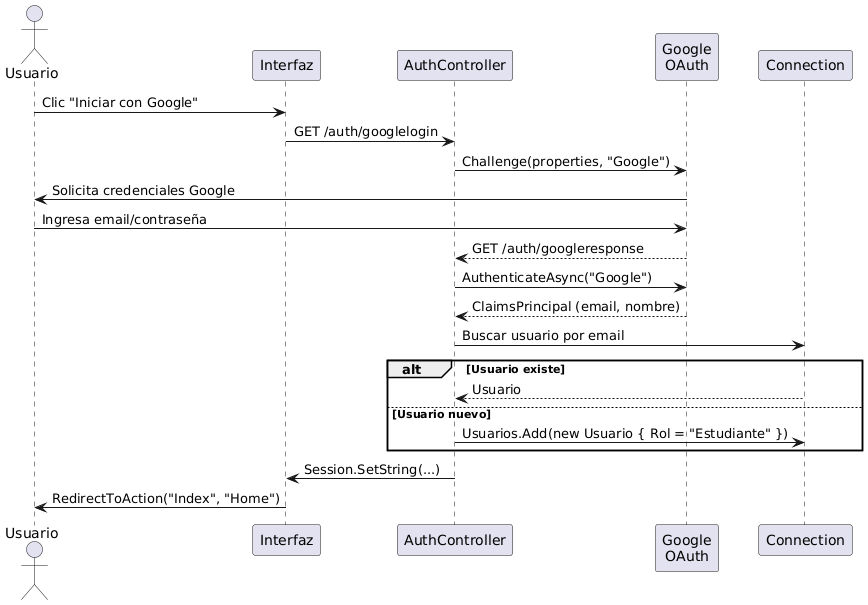 Usuario
Interfaz
AuthController
Google
OAuth
Connection
Clic "Iniciar con Google"
GET /auth/googlelogin
Challenge(properties, "Google")
Solicita credenciales Google
Ingresa email/contraseña
GET /auth/googleresponse
AuthenticateAsync("Google")
ClaimsPrincipal (email, nombre)
Buscar usuario por email
alt [Usuario existe]
Usuario
[Usuario nuevo]
Usuarios.Add(new Usuario { Rol = "Estudiante" })
Session.SetString(...)
RedirectToAction("Index", "Home")
Usuario
Interfaz
AuthController
Google
OAuth
Connection